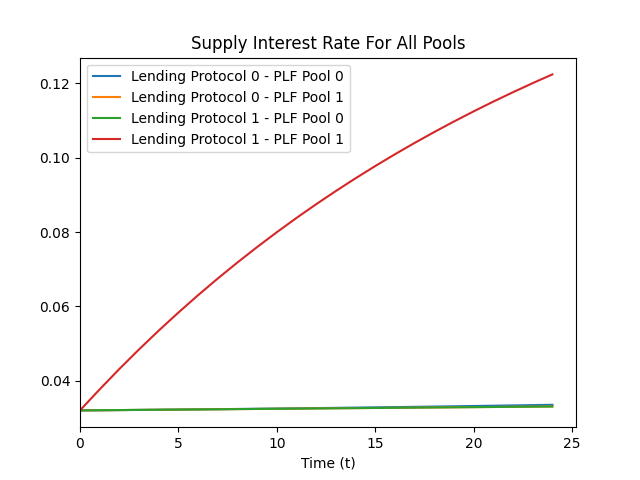 Supply Interest Rate For All Pools
Lending Protocol 0 - PLF Pool 0
Lending Protocol 0 - PLF Pool 1
Lending Protocol 1 - PLF Pool 0
Lending Protocol 1 - PLF Pool 1
0.12
0.10
0.08
0.06
0.04
0 5 10 15 20 25
Time (t)